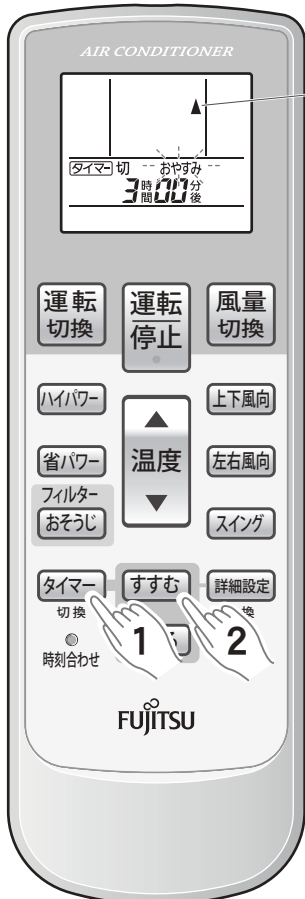 AIR CONDITIONER
タイマー 切 おやすみ
3時間00分後
運転切換
運転停止
風量切換
ハイパワー
上下風向
省パワー
温度
左右風向
フィルター
おそうじ
スイング
タイマー
すすむ
詳細設定
切換
換
時刻合わせ
1
る
2
FUJITSU